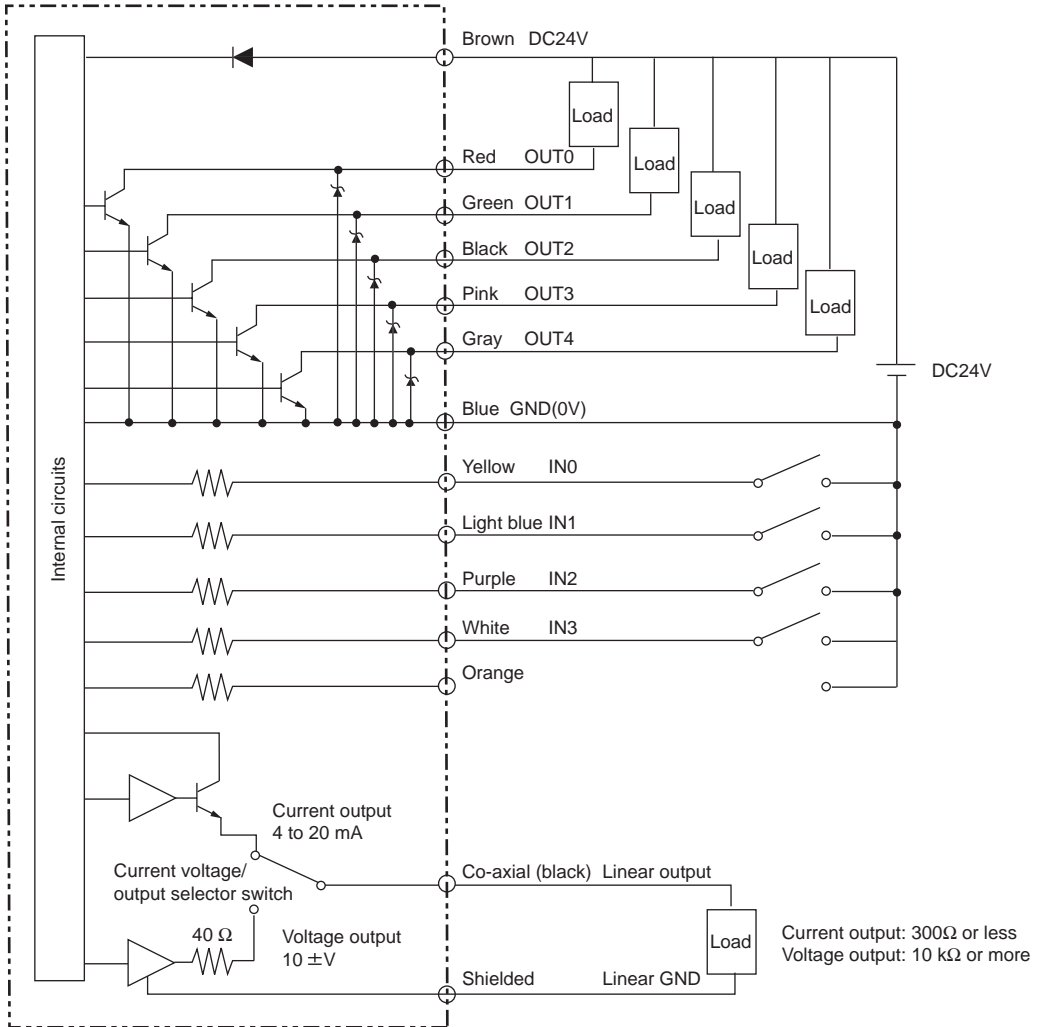 Brown DC24V
Load
Red OUT0
Load
Green OUT1
Load
Black OUT2
Load
Pink OUT3
Load
Gray OUT4
DC24V
Blue GND(0V)
Internal circuits
Yellow IN0
Light blue IN1
Purple IN2
White IN3
Orange
Current output
4 to 20 mA
Current voltage/
output selector switch
Co-axial (black) Linear output
40 Ω
Voltage output
10 ±V
Load
Current output: 300Ω or less
Voltage output: 10 kΩ or more
Shielded Linear GND